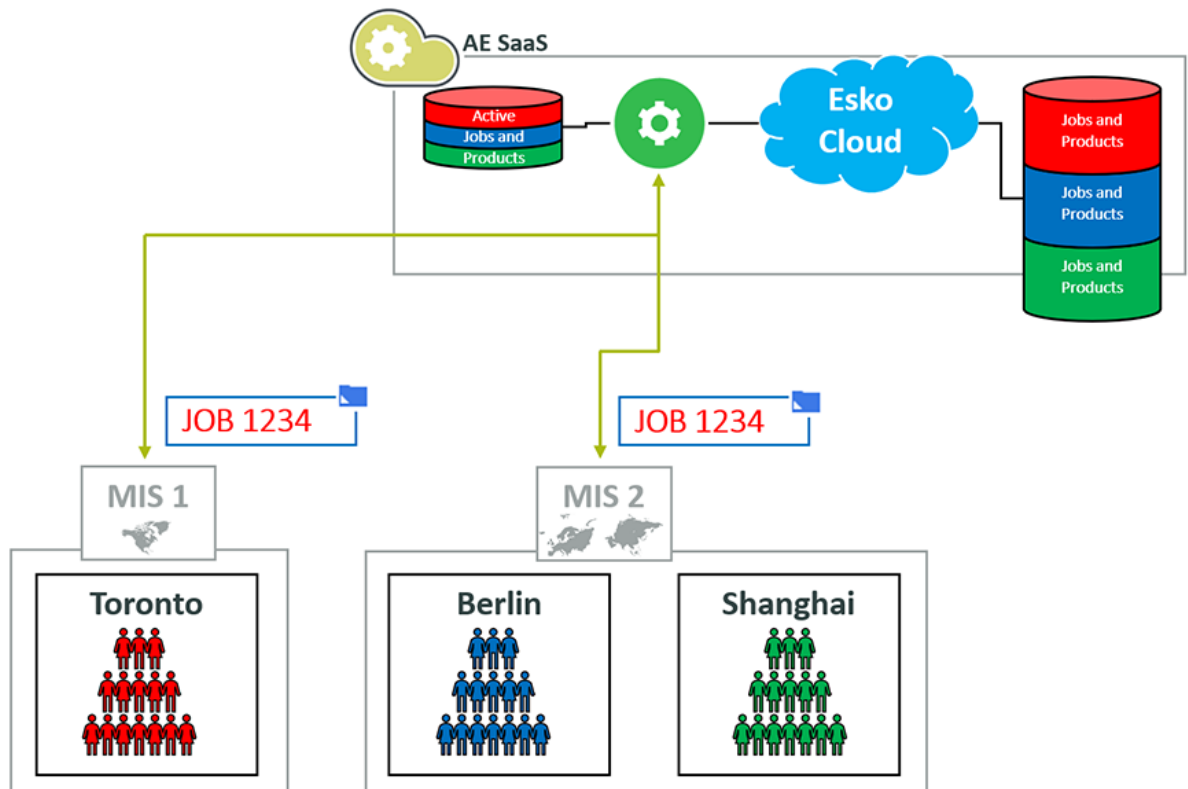 AE SaaS
Active
Jobs and
Products
Esko
Cloud
Jobs and
Products
Jobs and
Products
Jobs and
Products
JOB 1234
JOB 1234
MIS 1
MIS 2
Toronto
Berlin
Shanghai